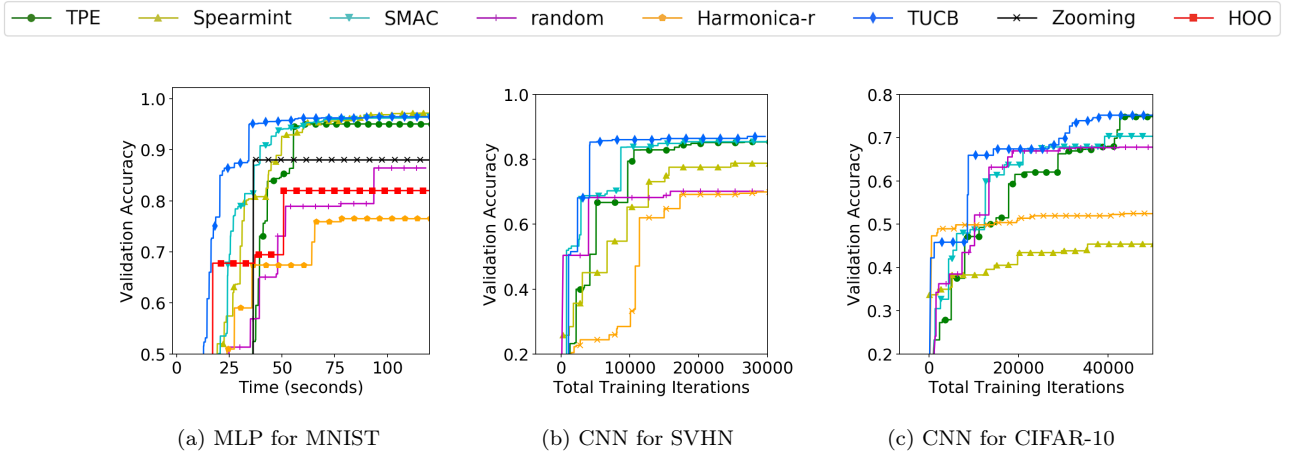 TPE Spearmint SMAC random Harmonica-r TUCB Zooming HOO
1.0
0.9
0.8
0.7
0.6
0.5
Validation Accuracy
0 25 50 75 100
Time (seconds)
(a) MLP for MNIST
1.0
0.8
0.6
0.4
0.2
Validation Accuracy
0 10000 20000 30000
Total Training Iterations
(b) CNN for SVHN
0.8
0.7
0.6
0.5
0.4
0.3
0.2
Validation Accuracy
0 20000 40000
Total Training Iterations
(c) CNN for CIFAR-10